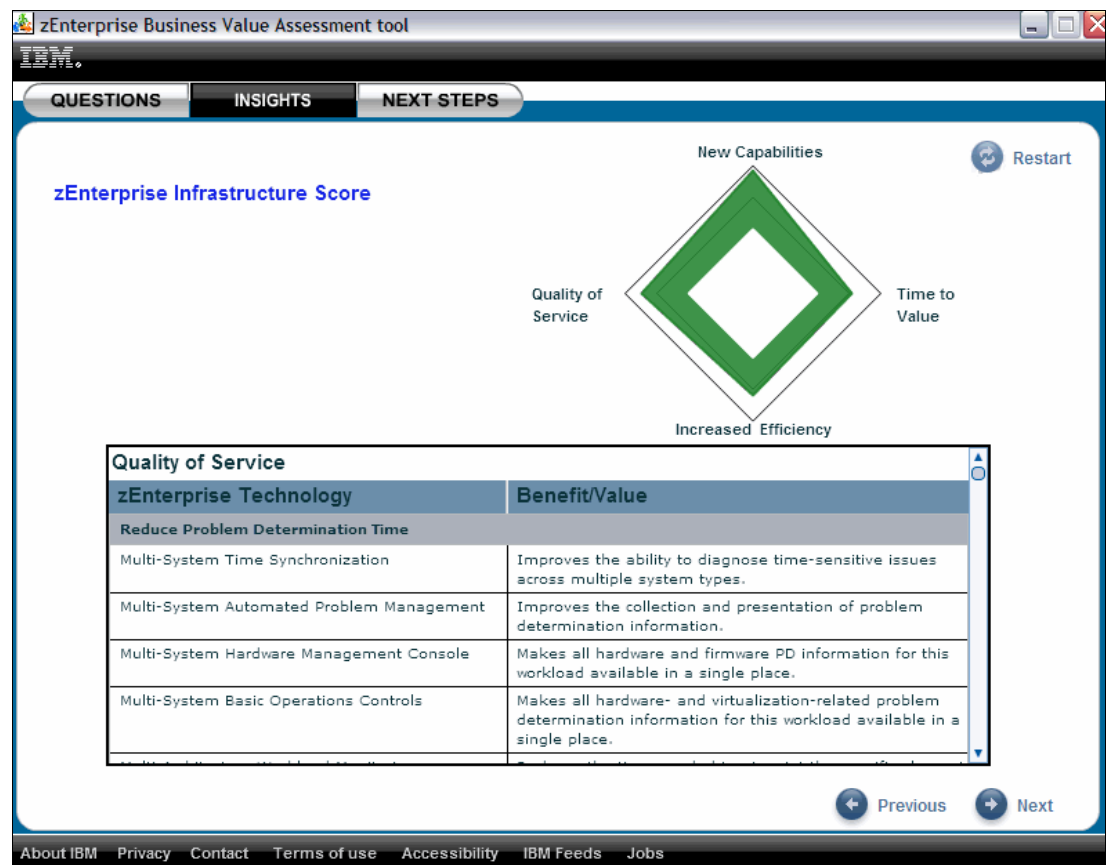 zEnterprise Business Value Assessment tool
IBM.
QUESTIONS INSIGHTS NEXT STEPS
New Capabilities
Restart
zEnterprise Infrastructure Score
Quality of
Service
Time to
Value
Increased Efficiency
Quality of Service
zEnterprise Technology Benefit/Value
Reduce Problem Determination Time
Multi-System Time Synchronization Improves the ability to diagnose time-sensitive issues
across multiple system types.
Multi-System Automated Problem Management Improves the collection and presentation of problem
determination information.
Multi-System Hardware Management Console Makes all hardware and firmware PD information for this
workload available in a single place.
Multi-System Basic Operations Controls Makes all hardware- and virtualization-related problem
determination information for this workload available in a
single place.
Previous Next
About IBM Privacy Contact Terms of use Accessibility IBM Feeds Jobs